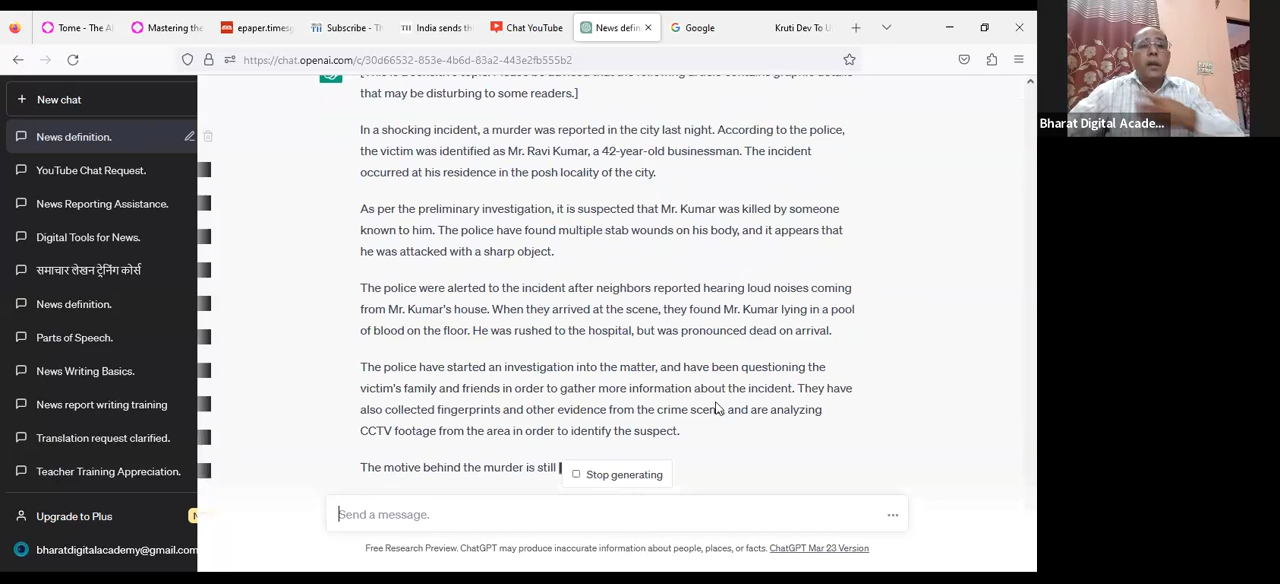 Tome - The A
Mastering the
epaper.times
Subscribe - Th
India sends th
Chat YouTube
News defin
Google
Kruti Dev To U
https://chat.openai.com/c/30d66532-853e-4b6d-83a2-443e2fb555b2
New chat
News definition.
YouTube Chat Request.
News Reporting Assistance.
Digital Tools for News.
समाचार लेखन ट्रेनिंग कोर्स
News definition.
Parts of Speech.
News Writing Basics.
News report writing training
Translation request clarified.
Teacher Training Appreciation.
Upgrade to Plus
N
bharatdigitalacademy@gmail.com
that may be disturbing to some readers.]
In a shocking incident, a murder was reported in the city last night. According to the police,
the victim was identified as Mr. Ravi Kumar, a 42-year-old businessman. The incident
occurred at his residence in the posh locality of the city.
As per the preliminary investigation, it is suspected that Mr. Kumar was killed by someone
known to him. The police have found multiple stab wounds on his body, and it appears that
he was attacked with a sharp object.
The police were alerted to the incident after neighbors reported hearing loud noises coming
from Mr. Kumar's house. When they arrived at the scene, they found Mr. Kumar lying in a pool
of blood on the floor. He was rushed to the hospital, but was pronounced dead on arrival.
The police have started an investigation into the matter, and have been questioning the
victim's family and friends in order to gather more information about the incident. They have
also collected fingerprints and other evidence from the crime scene, and are analyzing
CCTV footage from the area in order to identify the suspect.
The motive behind the murder is still
Stop generating
Send a message.
Free Research Preview. ChatGPT may produce inaccurate information about people, places, or facts. ChatGPT Mar 23 Version
Bharat Digital Acade...